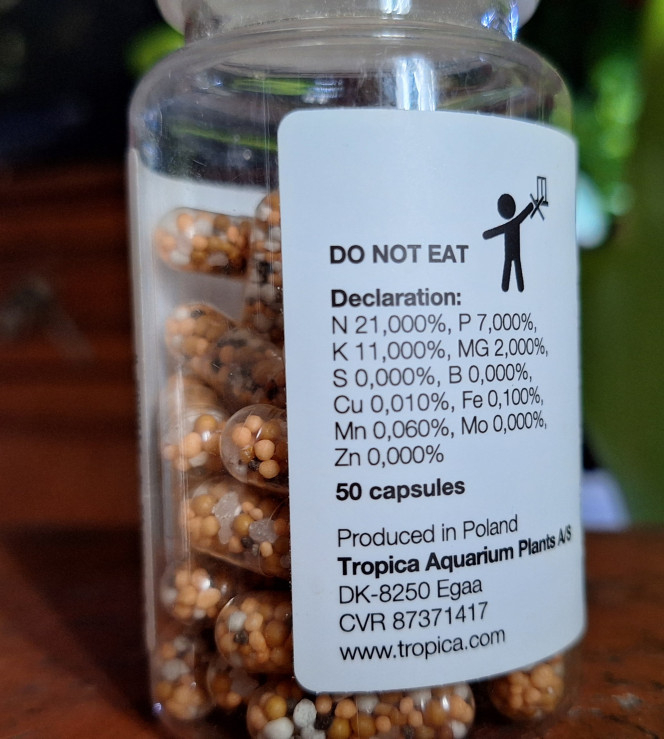 DO NOT EAT
Declaration:
N 21,000%, P 7,000%,
K 11,000%, MG 2,000%,
S 0,000%, B 0,000%,
Cu 0,010%, Fe 0,100%,
Mn 0,060%, Mo 0,000%,
Zn 0,000%
50 capsules
Produced in Poland
Tropica Aquarium Plants A/S
DK-8250 Egaa
CVR 87371417
www.tropica.com